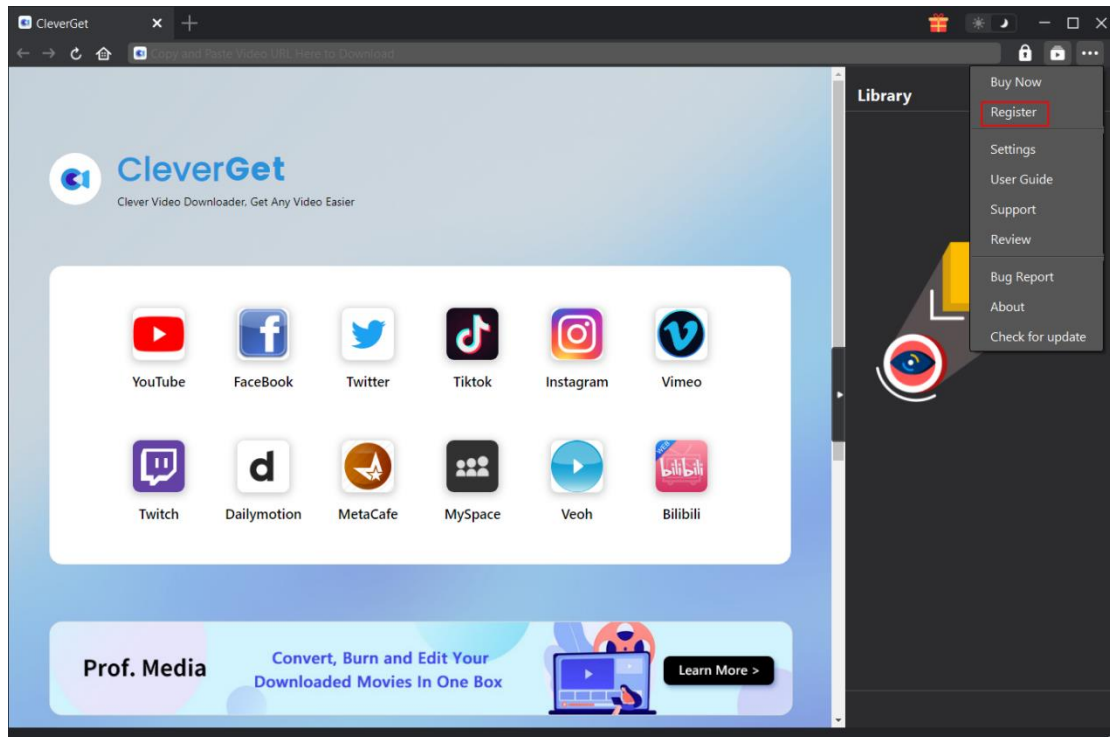 CleverGet
Copy and Paste Video URL Here to Download
Library
Buy Now
Register
Settings
User Guide
Support
Review
Bug Report
About
Check for update
CleverGet
Clever Video Downloader. Get Any Video Easier
YouTube
FaceBook
Twitter
Tiktok
Instagram
Vimeo
Twitch
Dailymotion
MetaCafe
MySpace
Veoh
WEB
bilibili
Bilibili
Prof. Media
Convert, Burn and Edit Your
Downloaded Movies In One Box
Learn More >